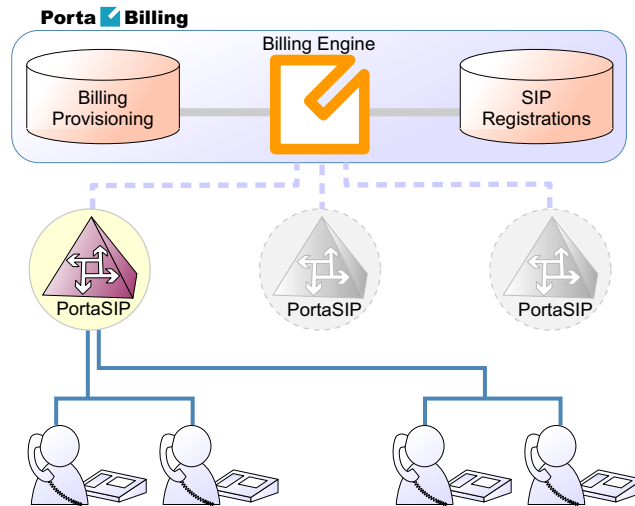 Porta Billing
Billing Engine
Billing
Provisioning
SIP
Registrations
PortaSIP
PortaSIP
PortaSIP